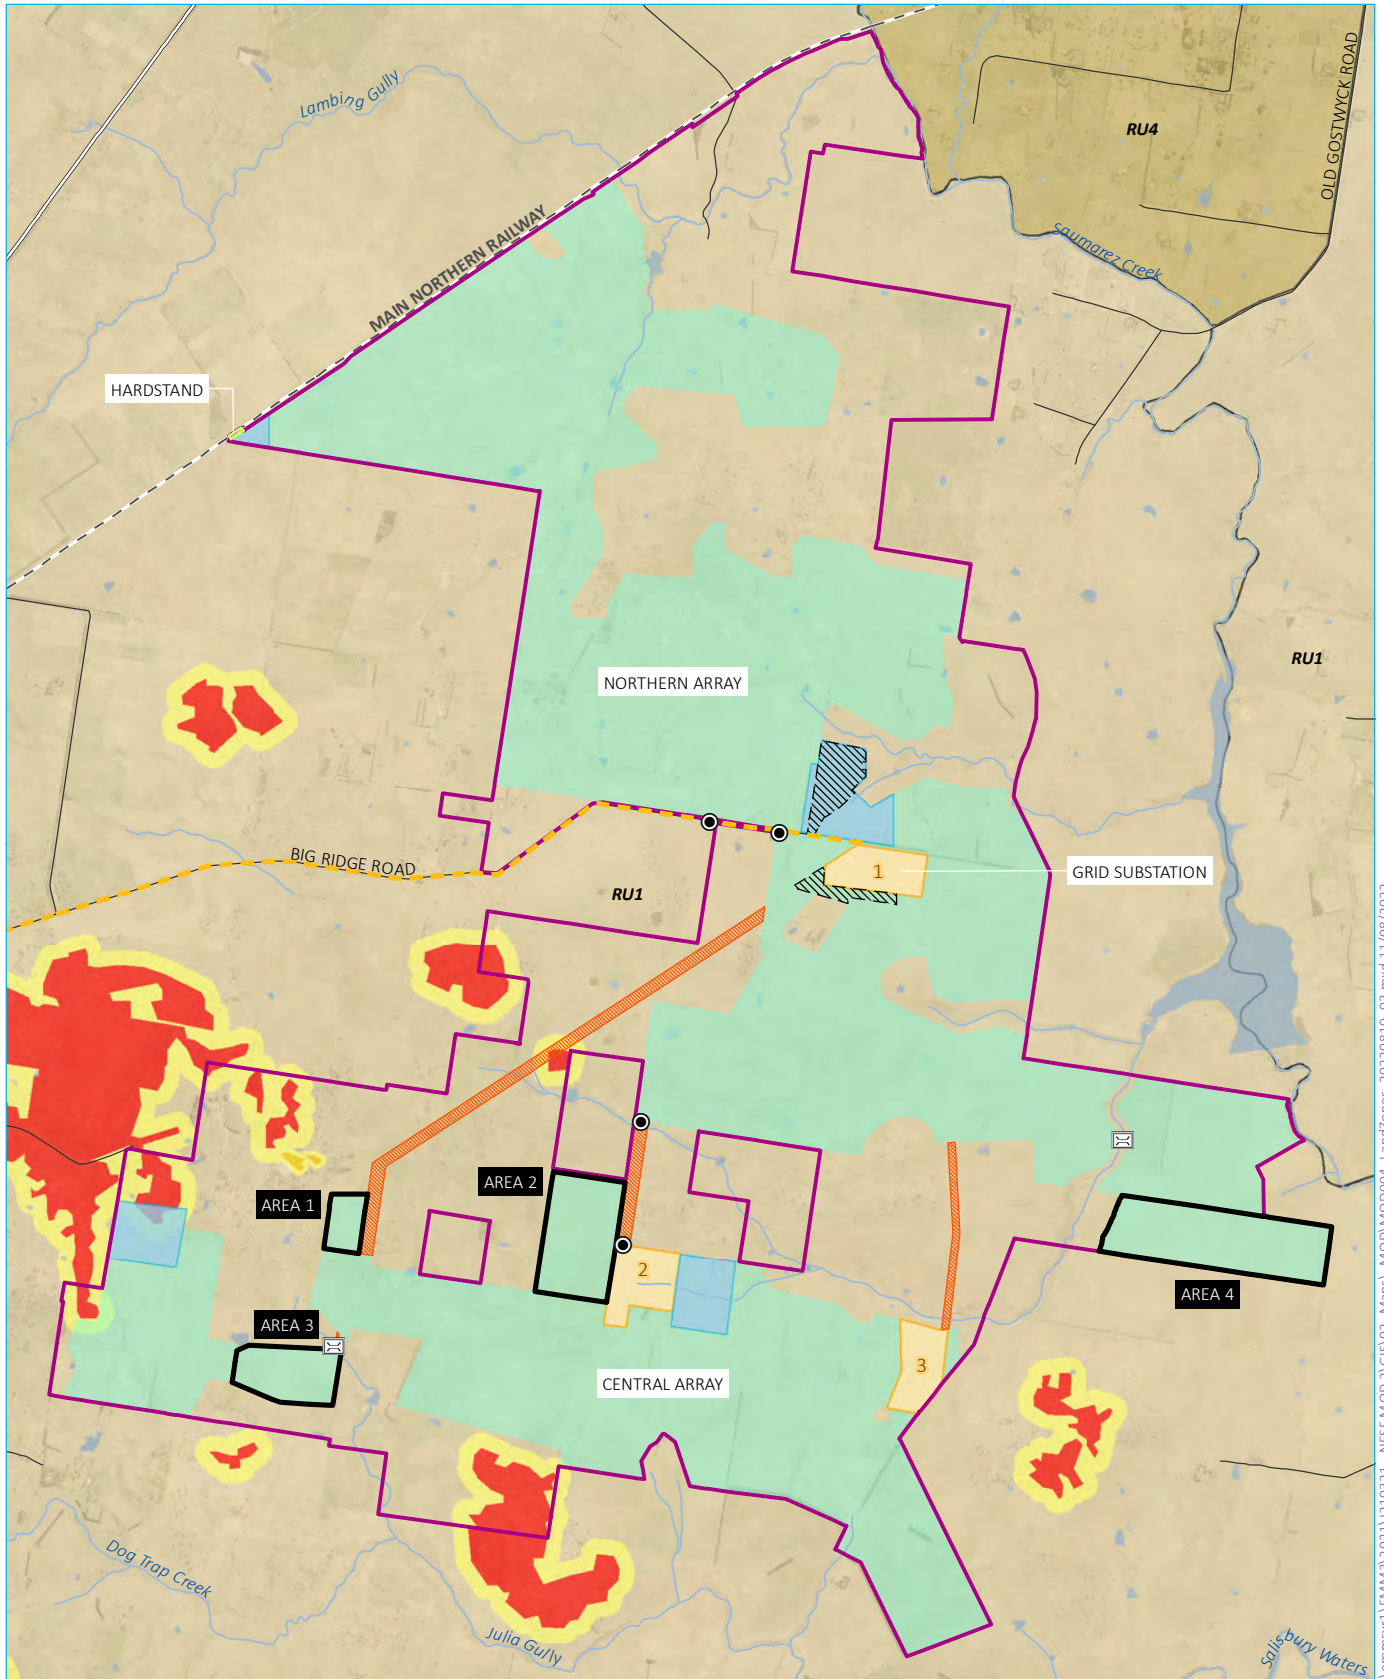 Lambing Gully
RU4
OLD GOSTWYCK ROAD
MAIN NORTHERN RAILWAY
Saumarez Creek
HARDSTAND
RU1
NORTHERN ARRAY
BIG RIDGE ROAD
1
GRID SUBSTATION
RU1
AREA 2
AREA 1
2
AREA 4
AREA 3
3
CENTRAL ARRAY
Dog Trap Creek
Julia Gully
Salisbury Waters